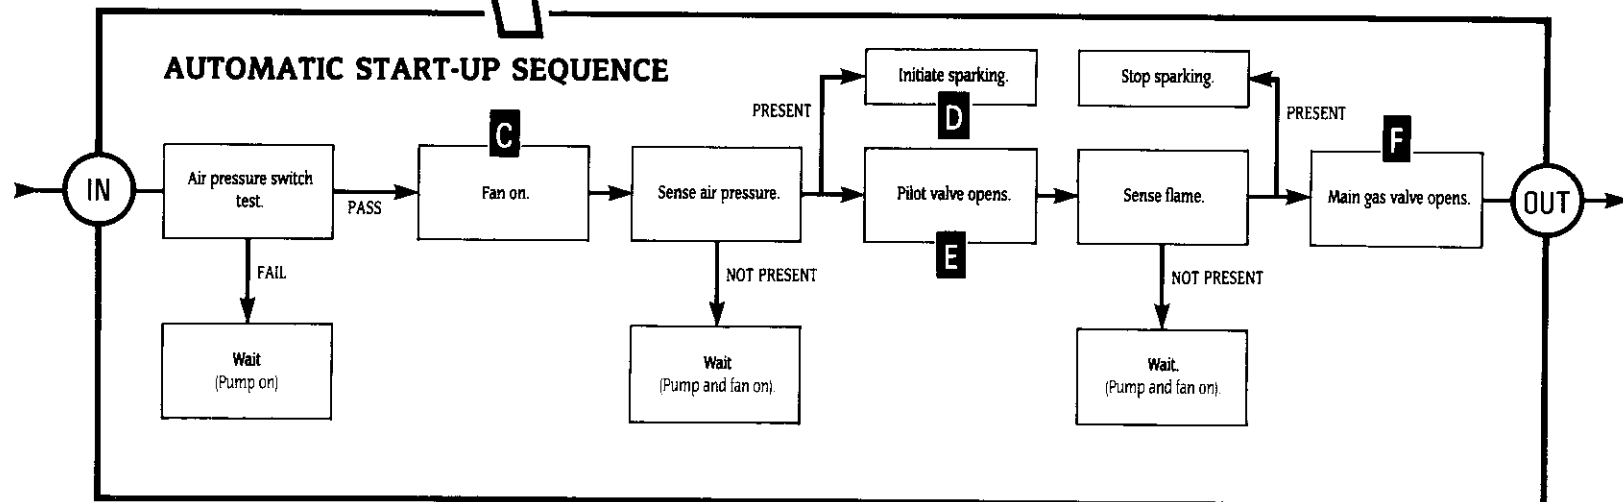 AUTOMATIC START-UP SEQUENCE
IN
Air pressure switch
test.
PASS
FAIL
Wait
(Pump on)
C
Fan on.
Sense air pressure.
PRESENT
NOT PRESENT
Wait
(Pump and fan on).
Initiate sparking.
D
Pilot valve opens.
E
Sense flame.
NOT PRESENT
Wait.
(Pump and fan on).
PRESENT
Stop sparking.
F
Main gas valve opens.
OUT